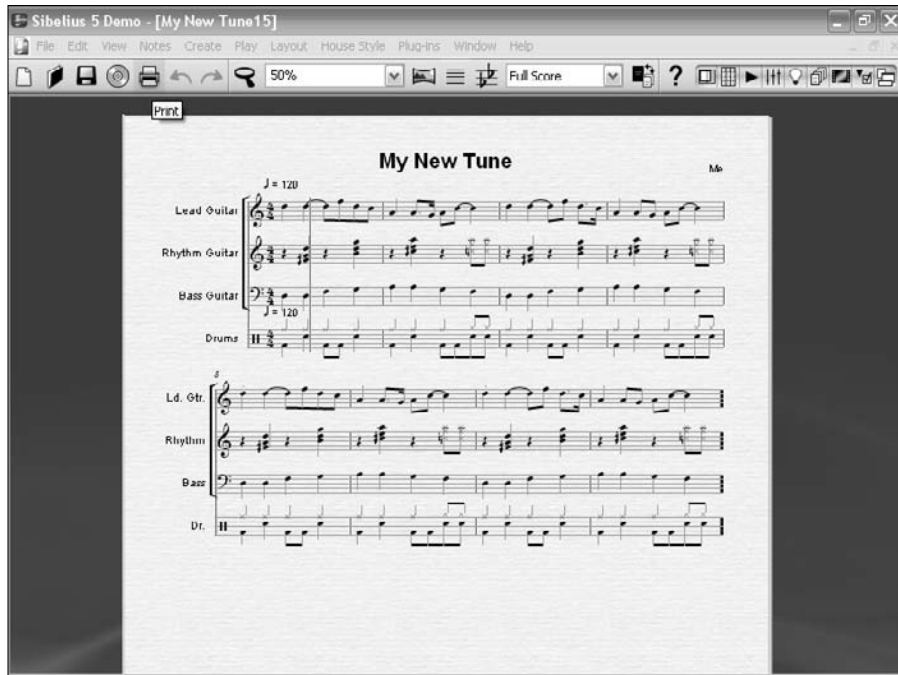 Sibelius 5 Demo - [My New Tune15]
File Edit View Notes Create Play Layout House Style Plug-ins Window Help
50% Full Score ?
Print
My New Tune
Me
♩ = 120
Lead Guitar
Rhythm Guitar
Bass Guitar
♩ = 120
Drums
5
Ld. Gtr.
Rhythm
Bass
Dr.